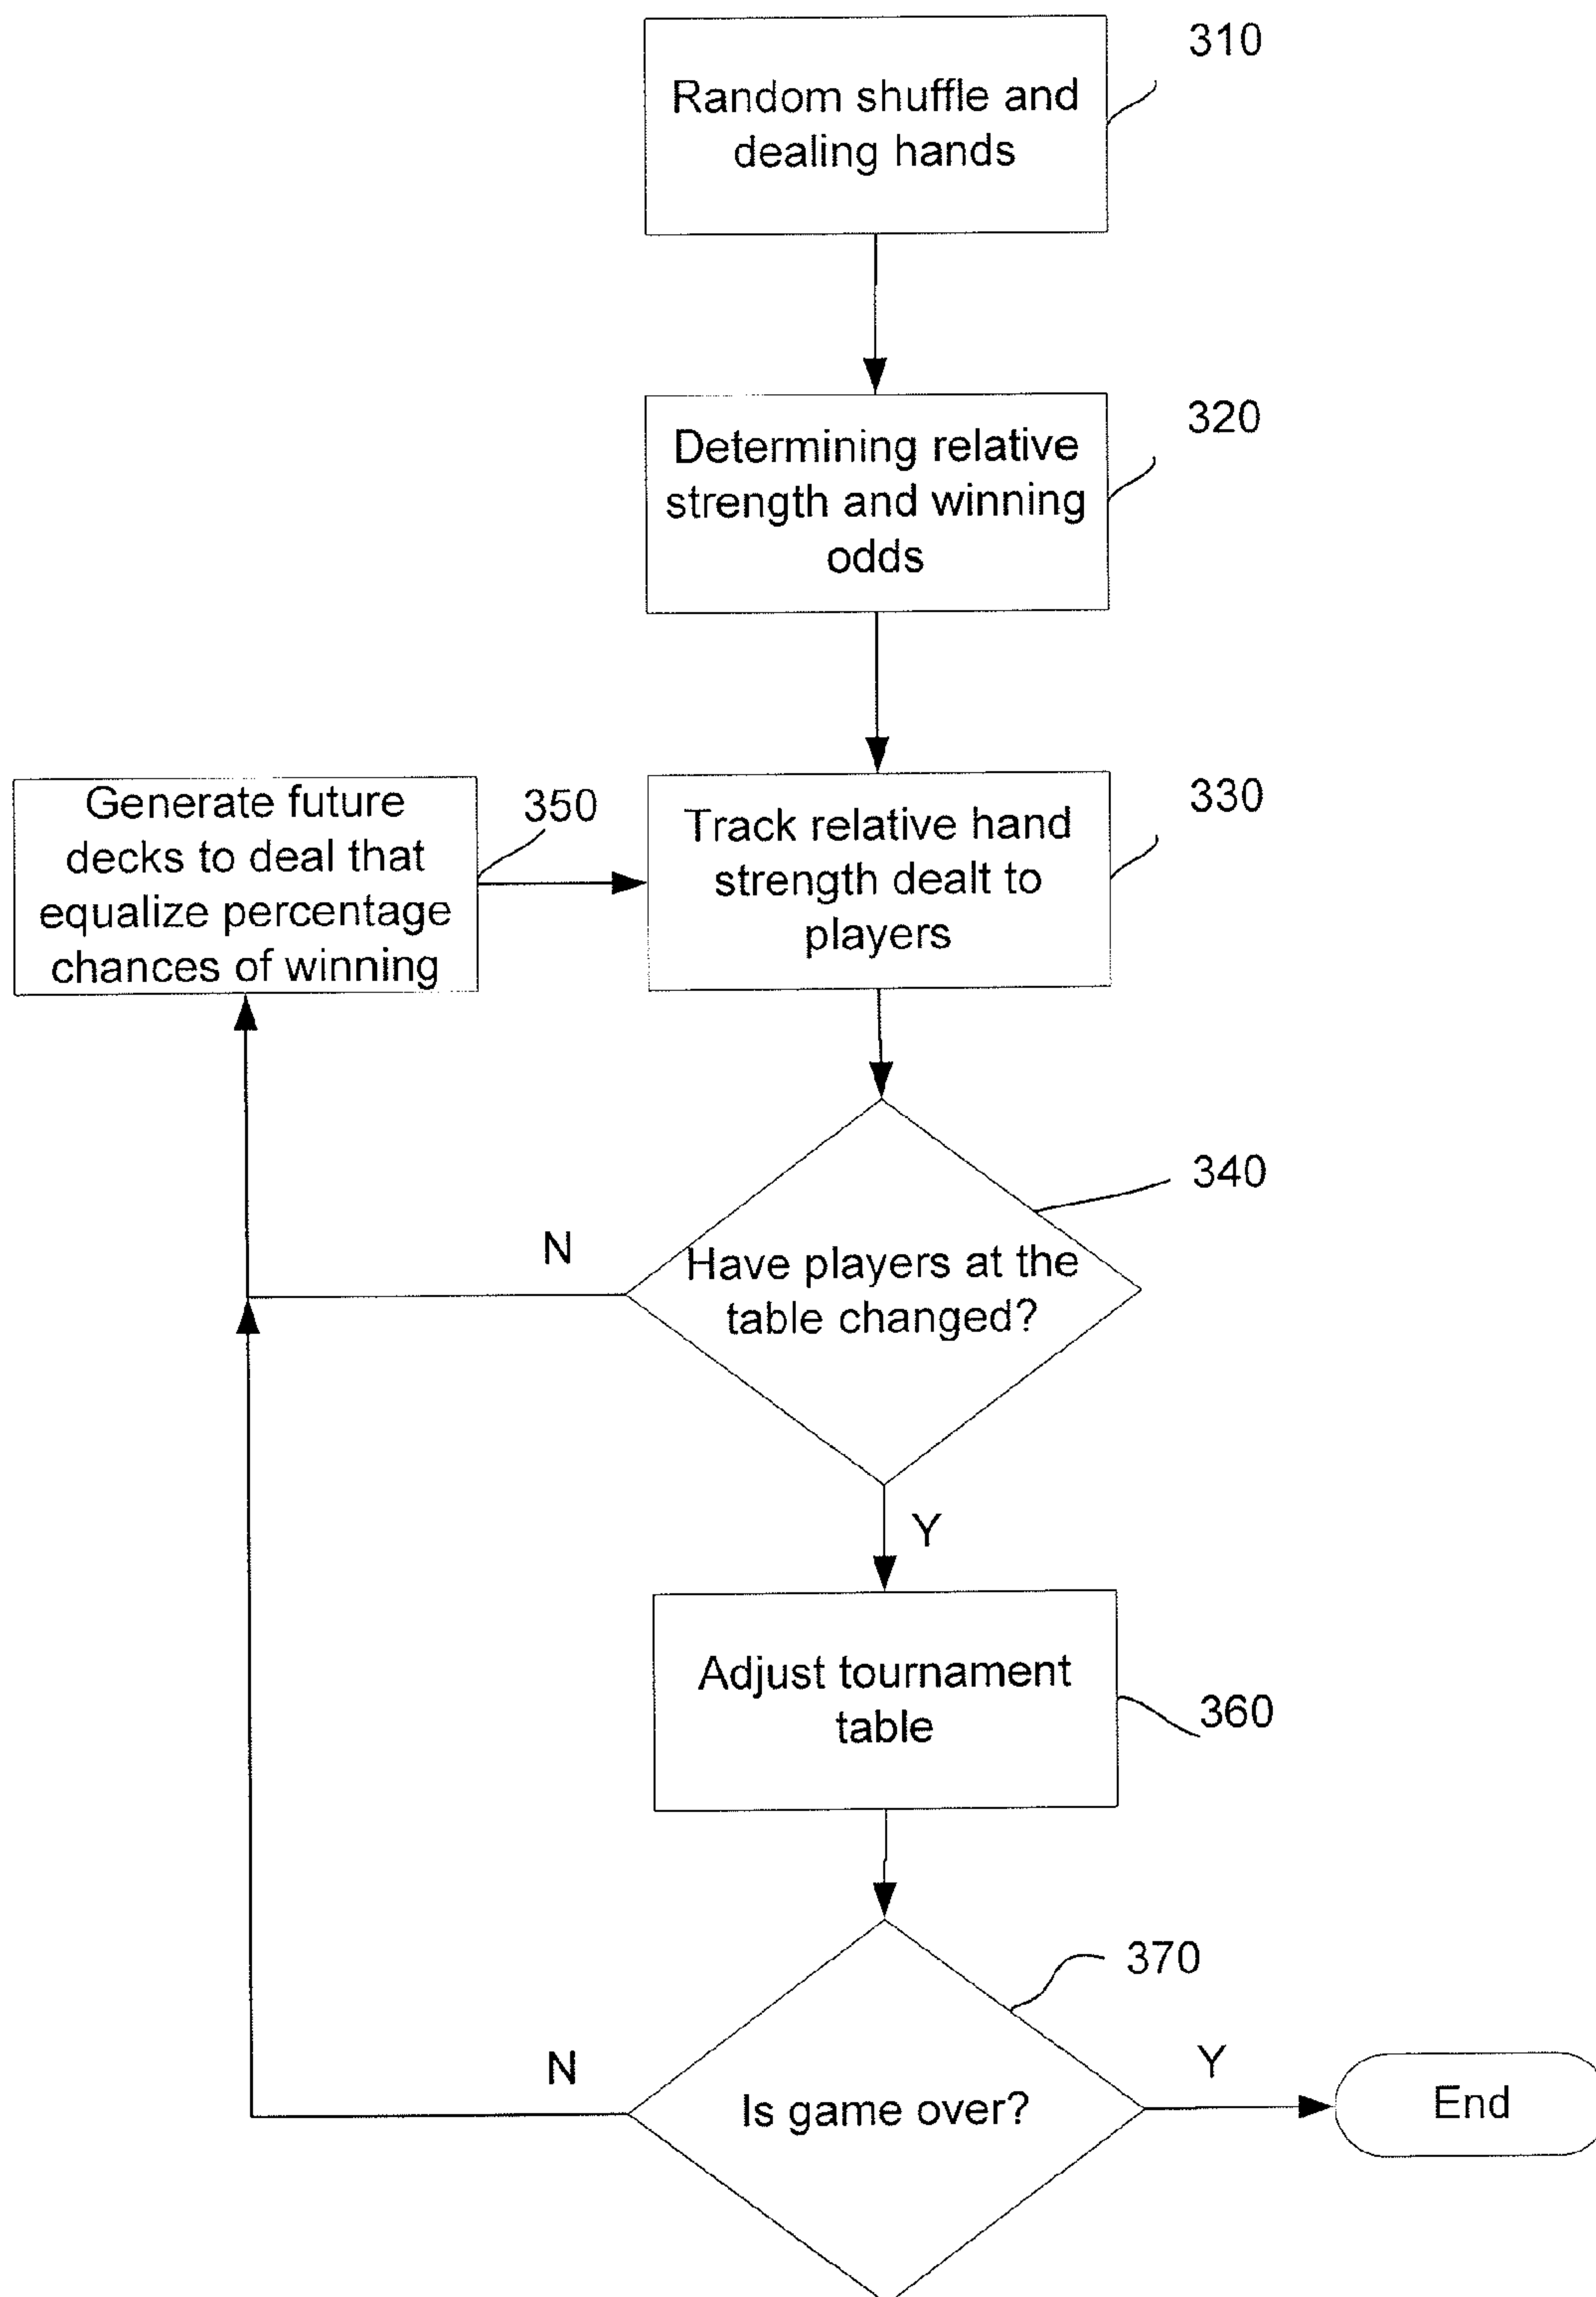 310
Random shuffle and
dealing hands
320
Determining relative
strength and winning
odds
Generate future
decks to deal that
equalize percentage
chances of winning
350
330
Track relative hand
strength dealt to
players
340
N
Have players at the
table changed?
Y
Adjust tournament
table
360
370
N
Is game over?
Y
End